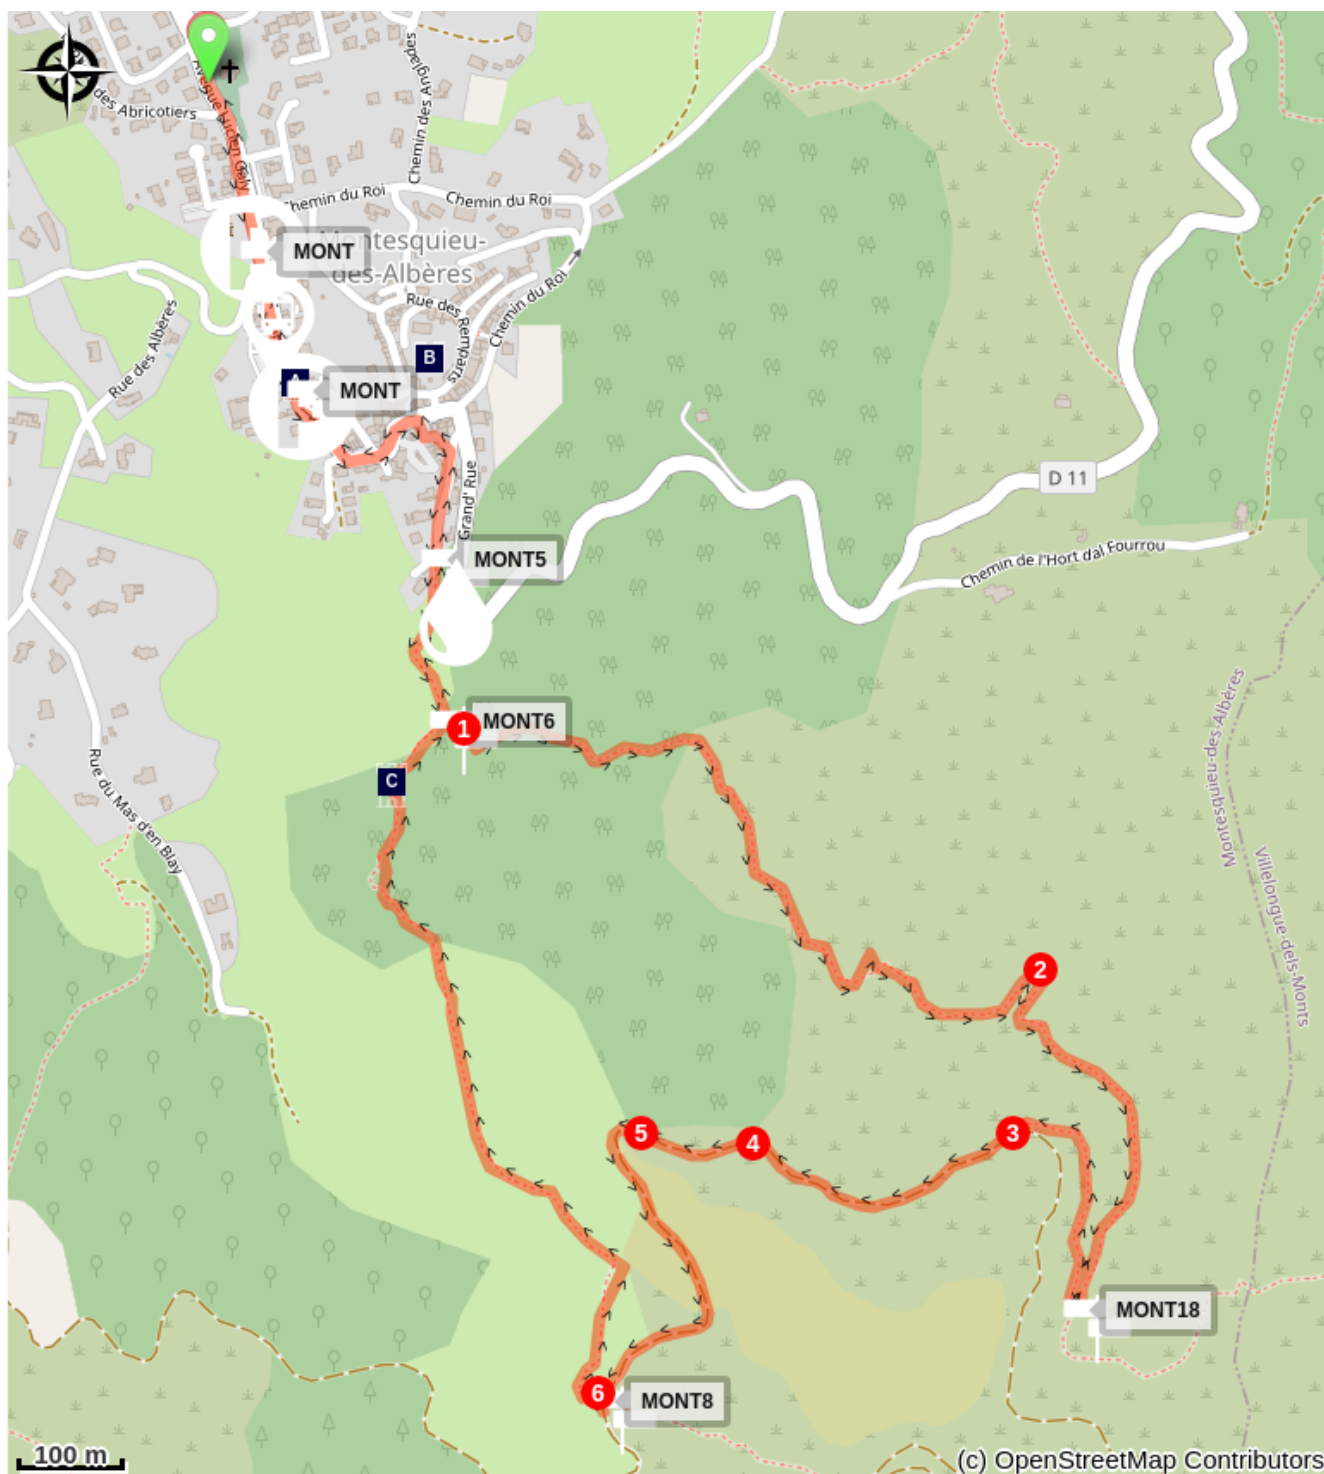 des Abricotiers
Avenue Lucien Gély
Chemin des Anglades
Chemin du Roi
Chemin du Roi
MONT
Montesquieu-
des-Albères
Chemin du Roi
Rue des Remparts
Rue des Albères
B
MONT
D 11
Grand' Rue
MONT5
Chemin de l'Hort dal Fourrou
MONT6
1
C
Montesquieu-des-Albères
Villelongue-dels-Monts
Rue du Mas d'en Blay
2
5
4
3
MONT18
6
MONT8
100 m
(c) OpenStreetMap Contributors